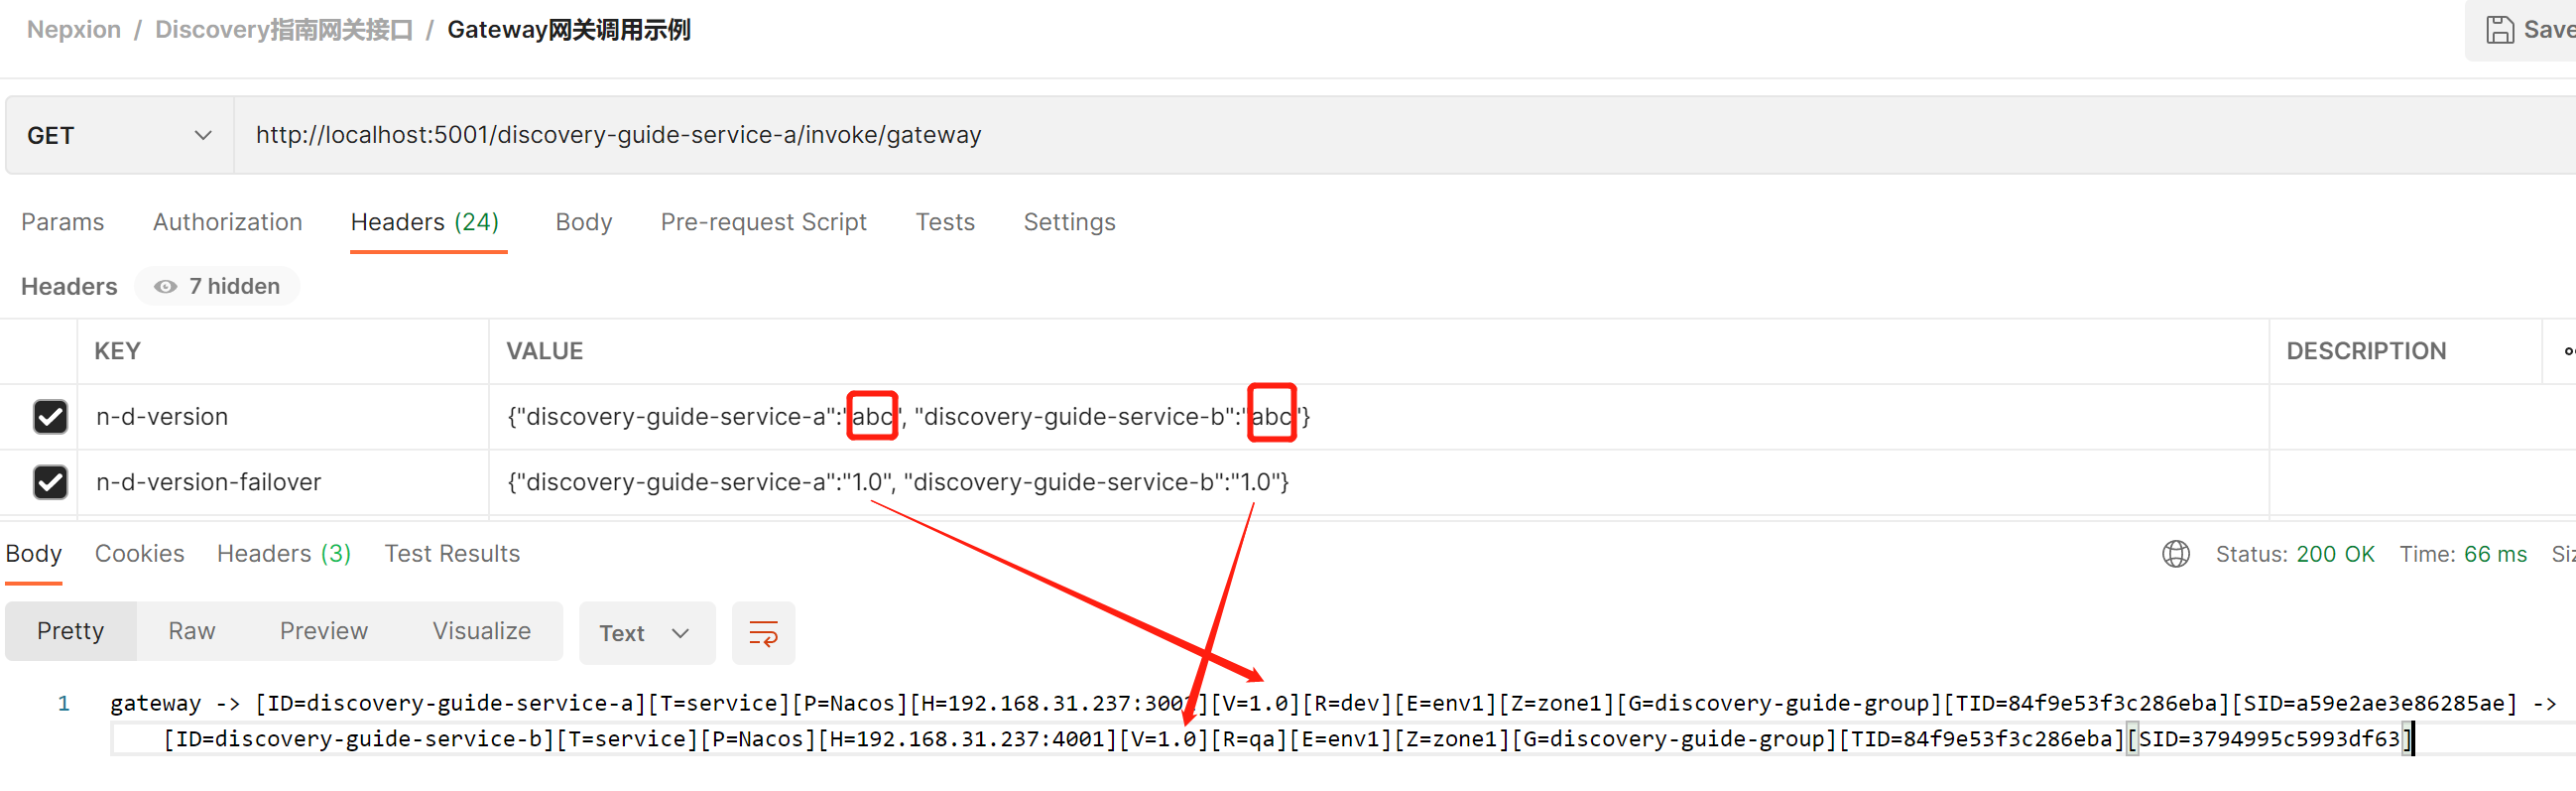 Nepxion / Discovery指南网关接口 / Gateway网关调用示例
Save
GET http://localhost:5001/discovery-guide-service-a/invoke/gateway
Params Authorization Headers (24) Body Pre-request Script Tests Settings
Headers 7 hidden
KEY VALUE DESCRIPTION
n-d-version {"discovery-guide-service-a":"abc", "discovery-guide-service-b":"abc"}
n-d-version-failover {"discovery-guide-service-a":"1.0", "discovery-guide-service-b":"1.0"}
Body Cookies Headers (3) Test Results Status: 200 OK Time: 66 ms
Pretty Raw Preview Visualize Text
1 gateway -> [ID=discovery-guide-service-a][T=service][P=Nacos][H=192.168.31.237:3001][V=1.0][R=dev][E=env1][Z=zone1][G=discovery-guide-group][TID=84f9e53f3c286eba][SID=a59e2ae3e86285ae] ->
[ID=discovery-guide-service-b][T=service][P=Nacos][H=192.168.31.237:4001][V=1.0][R=qa][E=env1][Z=zone1][G=discovery-guide-group][TID=84f9e53f3c286eba][SID=3794995c5993df63]